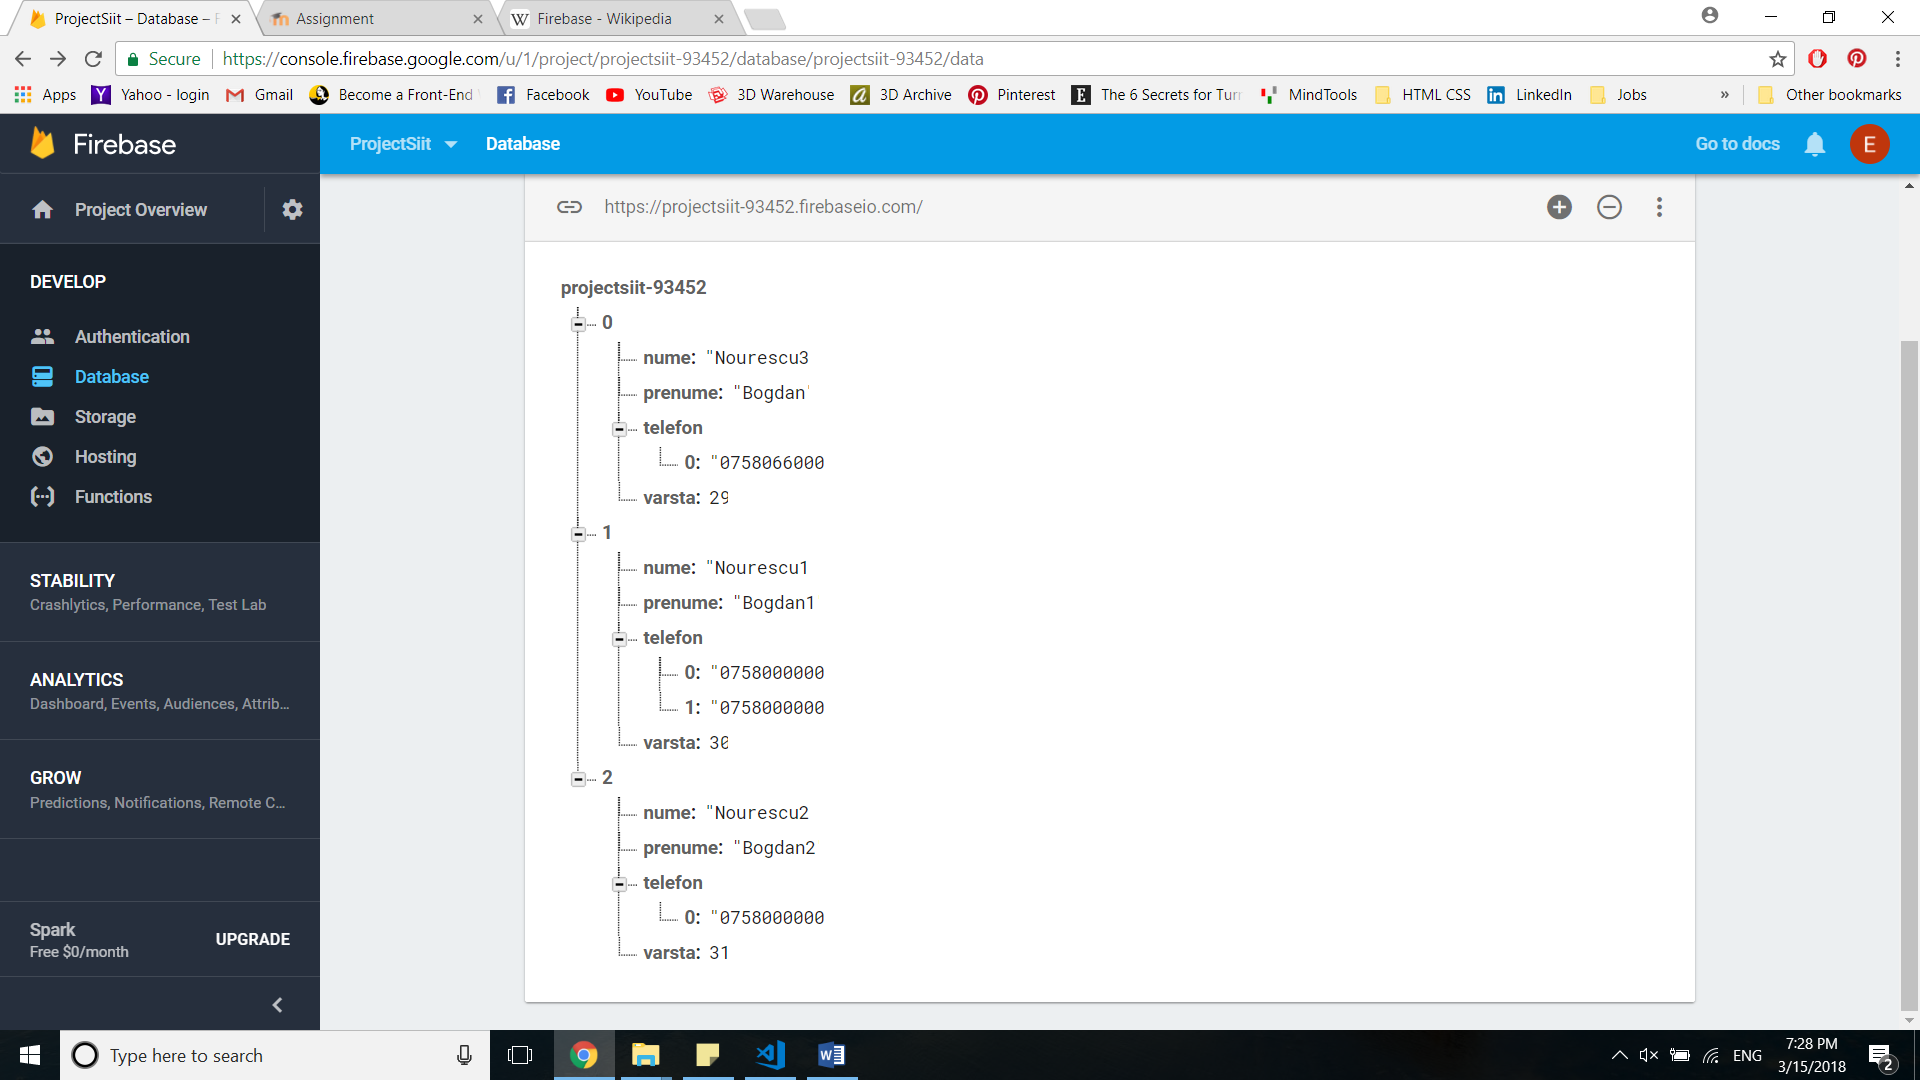 ProjectSiit – Database – F
Assignment
Firebase - Wikipedia
Secure https://console.firebase.google.com/u/1/project/projectsiit-93452/database/projectsiit-93452/data
Apps Yahoo - login Gmail Become a Front-End Facebook YouTube 3D Warehouse 3D Archive Pinterest The 6 Secrets for Turn MindTools HTML CSS LinkedIn Jobs » Other bookmarks
Firebase ProjectSiit Database Go to docs E
Project Overview
https://projectsiit-93452.firebaseio.com/
DEVELOP
Authentication
Database
Storage
Hosting
Functions
STABILITY
Crashlytics, Performance, Test Lab
ANALYTICS
Dashboard, Events, Audiences, Attrib...
GROW
Predictions, Notifications, Remote C...
Spark
Free $0/month
UPGRADE
projectsiit-93452
0
nume: "Nourescu3
prenume: "Bogdan"
telefon
0: "0758066000
varsta: 29
1
nume: "Nourescu1
prenume: "Bogdan1
telefon
0: "0758000000
1: "0758000000
varsta: 30
2
nume: "Nourescu2
prenume: "Bogdan2
telefon
0: "0758000000
varsta: 31
Type here to search
ENG
7:28 PM
3/15/2018
2